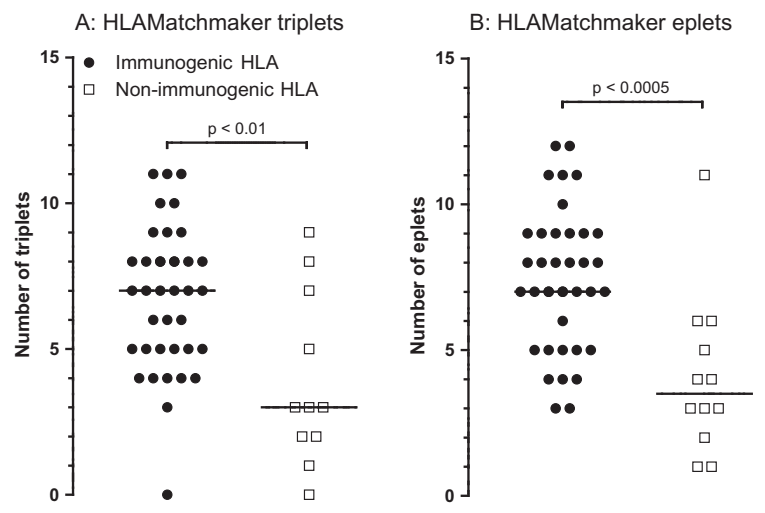 A: HLAMatchmaker triplets
15
Immunogenic HLA
Non-immunogenic HLA
p < 0.01
10
5
0
Number of triplets
B: HLAMatchmaker eplets
15
p < 0.0005
10
5
0
Number of eplets